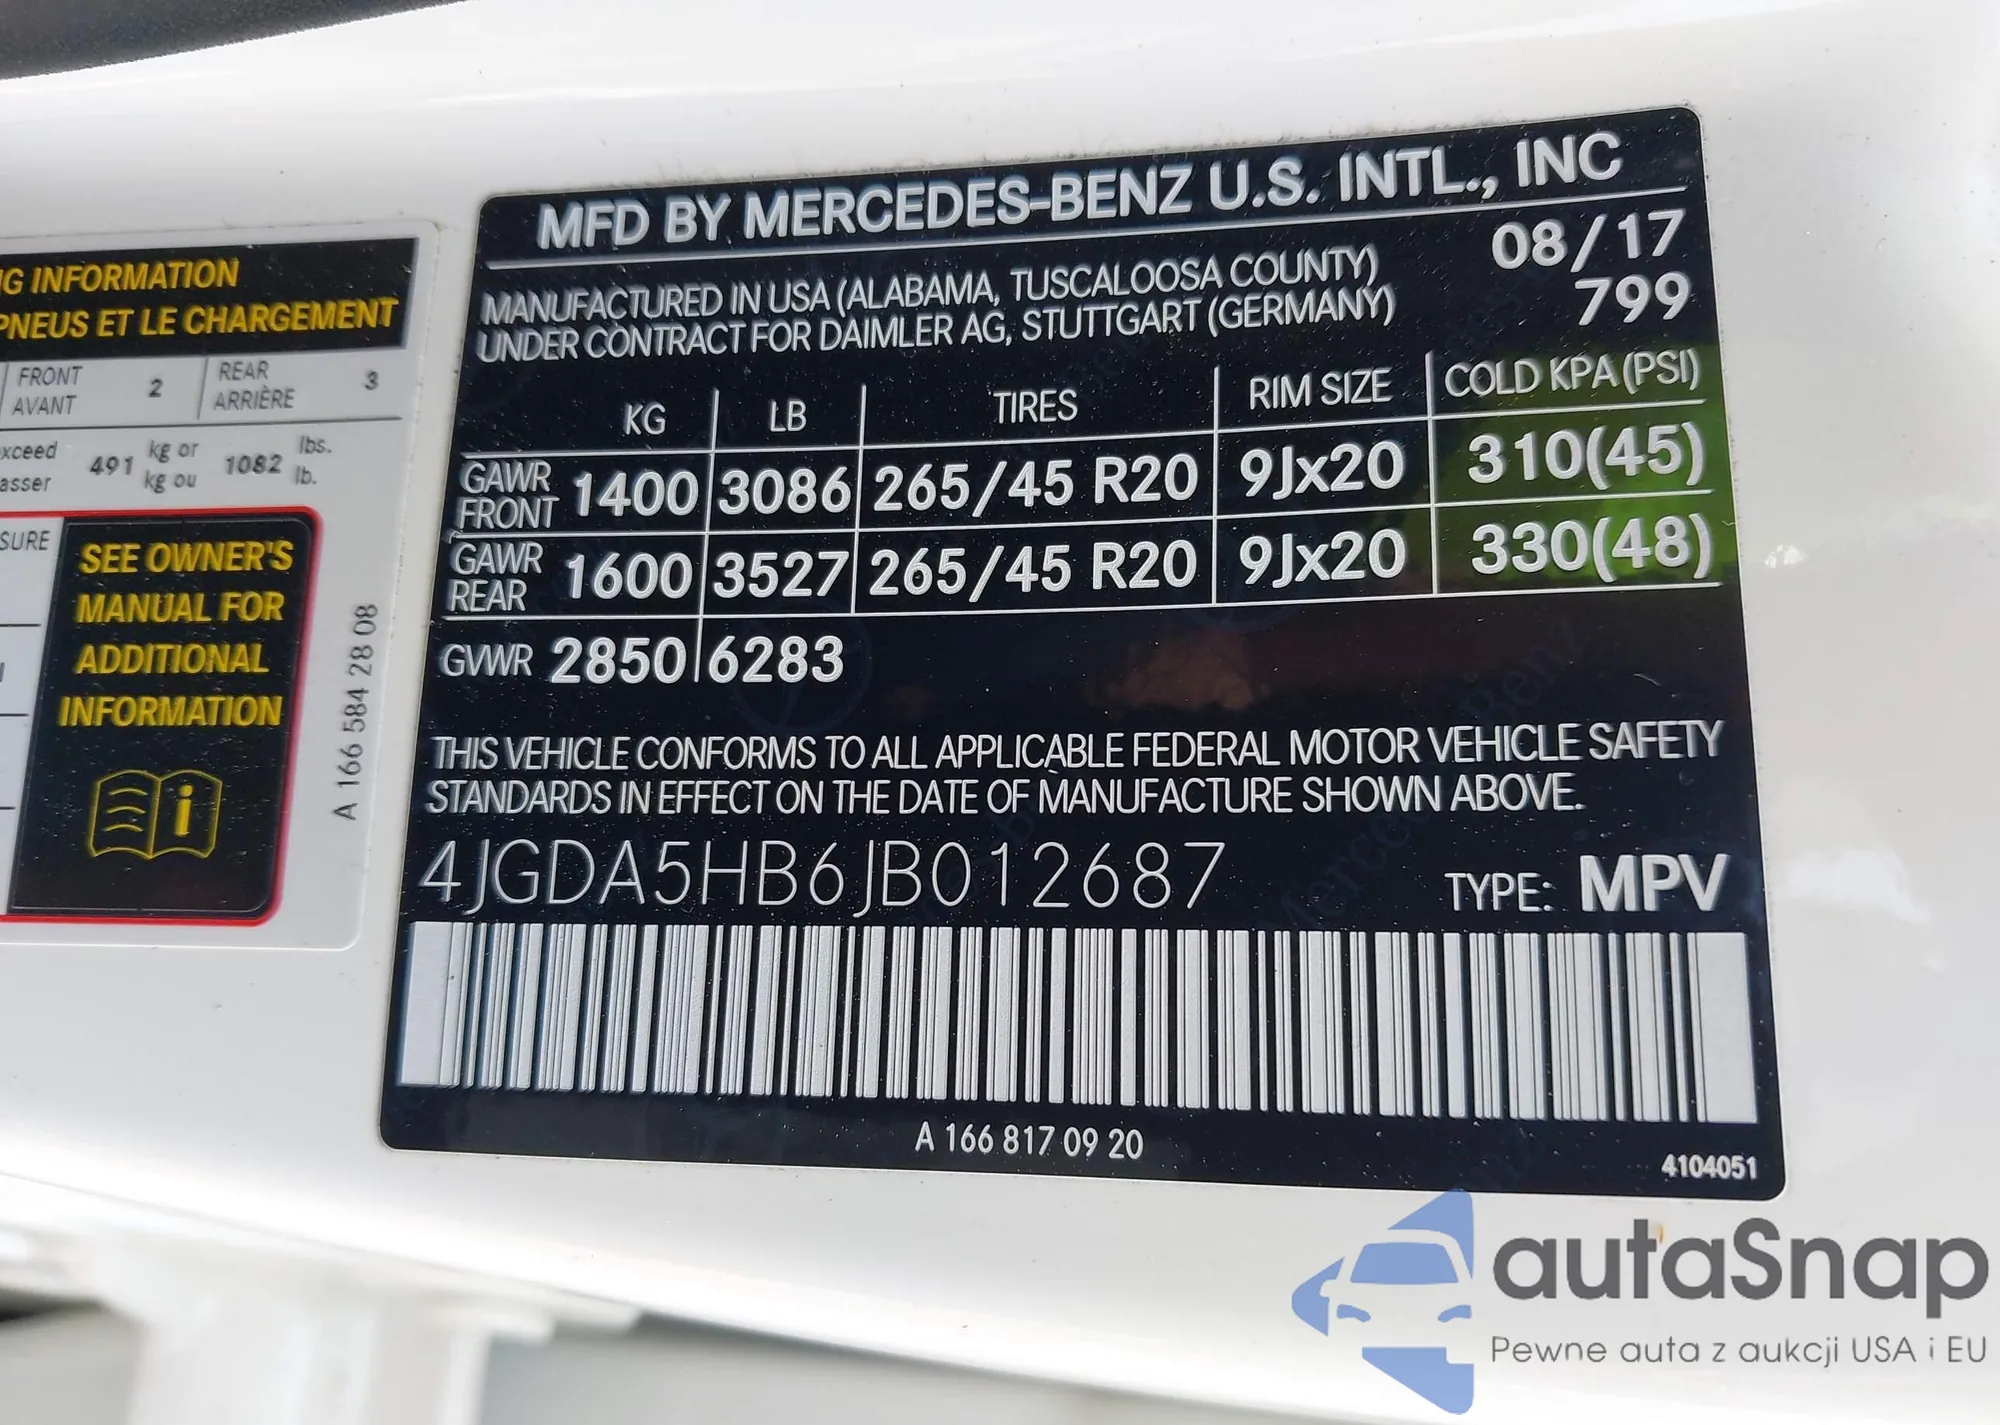 NG INFORMATION
PNEUS ET LE CHARGEMENT
FRONT
AVANT
2
REAR
ARRIÈRE
3
491
kg or
kg ou
1082
lbs.
lb.
SEE OWNER'S
MANUAL FOR
ADDITIONAL
INFORMATION
A 166 584 28 08
MFD BY MERCEDES-BENZ U.S. INTL., INC
MANUFACTURED IN USA (ALABAMA, TUSCALOOSA COUNTY)
UNDER CONTRACT FOR DAIMLER AG, STUTTGART (GERMANY)
08/17
799
KG LB TIRES RIM SIZE COLD KPA (PSI)
GAWR
FRONT
1400 3086 265/45 R20 9Jx20 310(45)
GAWR
REAR
1600 3527 265/45 R20 9Jx20 330(48)
GVWR 2850 6283
THIS VEHICLE CONFORMS TO ALL APPLICABLE FEDERAL MOTOR VEHICLE SAFETY
STANDARDS IN EFFECT ON THE DATE OF MANUFACTURE SHOWN ABOVE.
4JGDA5HB6JB012687
TYPE: MPV
A 166 817 09 20
4104051
autaSnap
Pewne auta z aukcji USA i EU